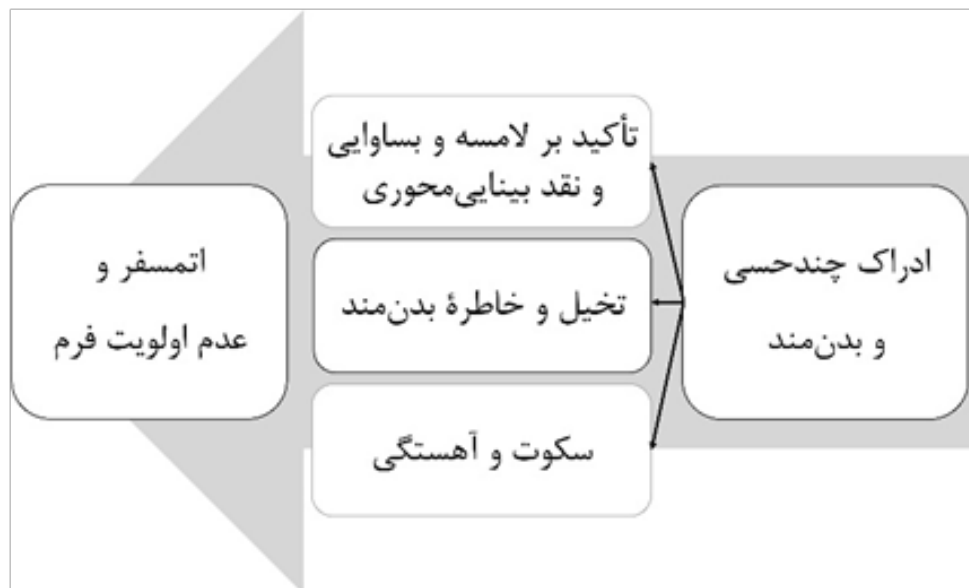 ادراک چندحسی
و بدن‌مند
تأکید بر لامسه و بساوایی
و نقد بینایی‌محوری
تخیل و خاطرهٔ بدن‌مند
سکوت و آهستگی
اتمسفر و
عدم اولویت فرم